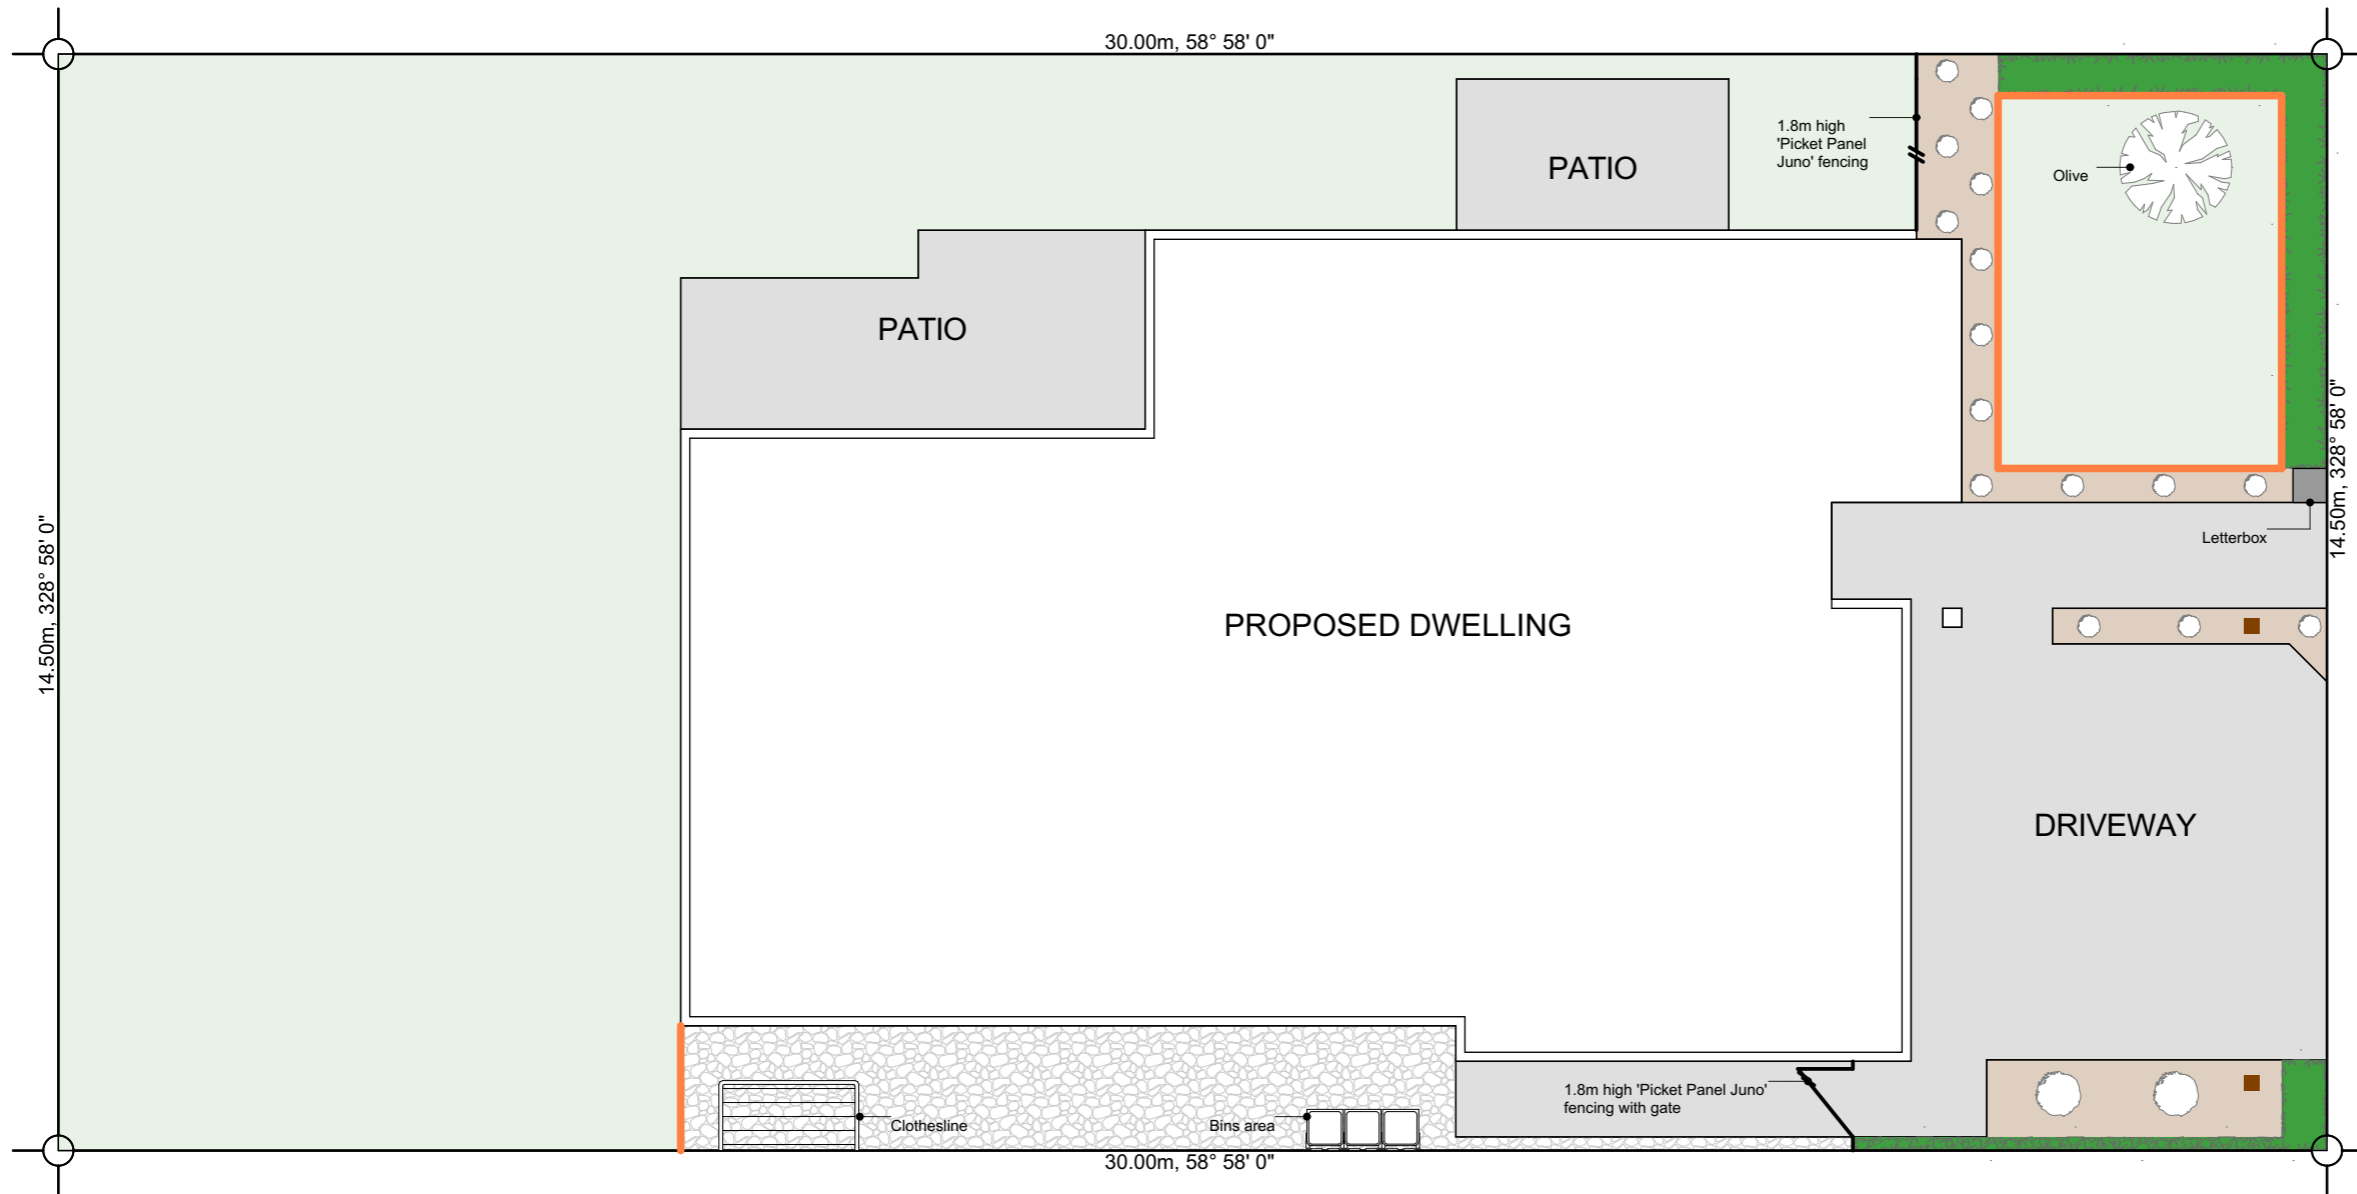 30.00m, 58° 58' 0"
1.8m high
'Picket Panel
Juno' fencing
PATIO
Olive
PATIO
14.50m, 328° 58' 0"
14.50m, 328° 58' 0"
Letterbox
PROPOSED DWELLING
DRIVEWAY
1.8m high 'Picket Panel Juno'
fencing with gate
Clothesline
Bins area
30.00m, 58° 58' 0"